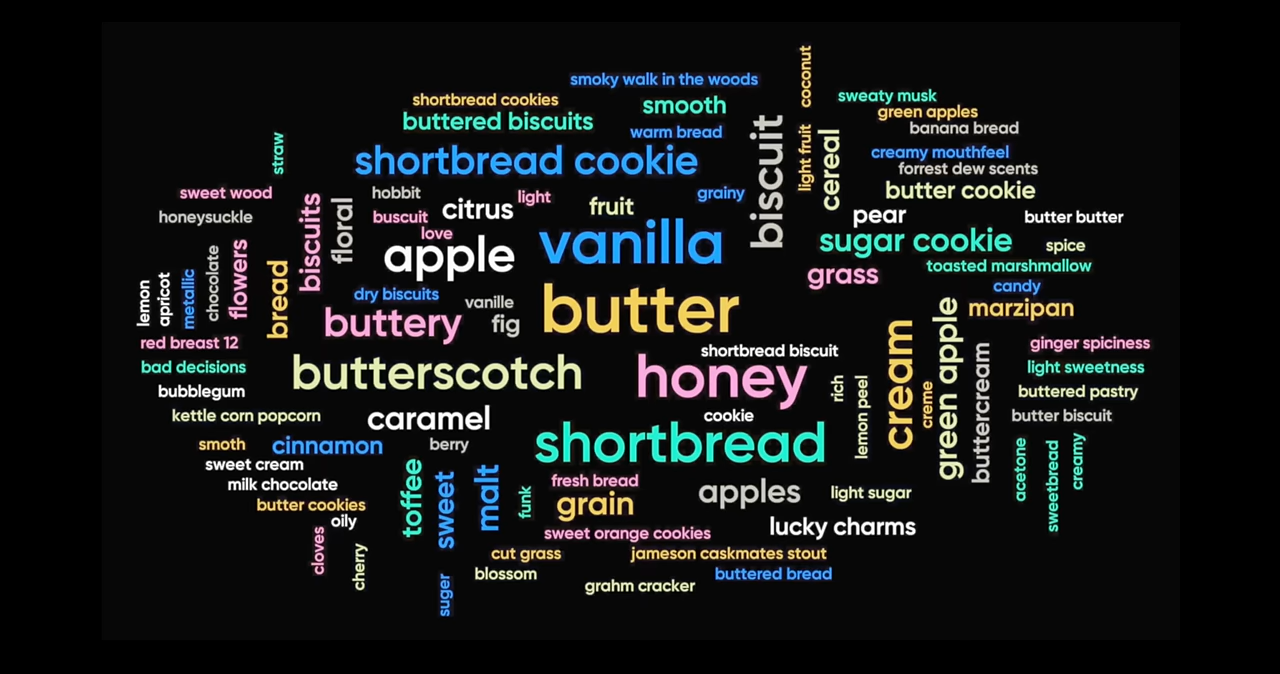 coconut
smoky walk in the woods
sweaty musk
shortbread cookies
smooth
green apples
buttered biscuits
warm bread
biscuit
light fruit
cereal
banana bread
straw
shortbread cookie
creamy mouthfeel
forrest dew scents
sweet wood
hobbit
light
grainy
butter cookie
honeysuckle
biscuits
floral
buscuit
citrus
fruit
pear
butter butter
love
vanilla
sugar cookie
spice
apple
grass
toasted marshmallow
lemon
apricot
metallic
chocolate
flowers
bread
dry biscuits
vanille
candy
buttery
fig
butter
marzipan
red breast 12
shortbread biscuit
cream
green apple
ginger spiciness
bad decisions
butterscotch
honey
buttercream
light sweetness
bubblegum
rich
lemon peel
creme
buttered pastry
kettle corn popcorn
caramel
cookie
butter biscuit
smoth
cinnamon
berry
shortbread
acetone
sweetbread
creamy
sweet cream
milk chocolate
toffee
sweet
malt
funk
fresh bread
apples
light sugar
butter cookies
grain
oily
sweet orange cookies
lucky charms
cloves
cherry
cut grass
jameson caskmates stout
blossom
buttered bread
suger
grahm cracker